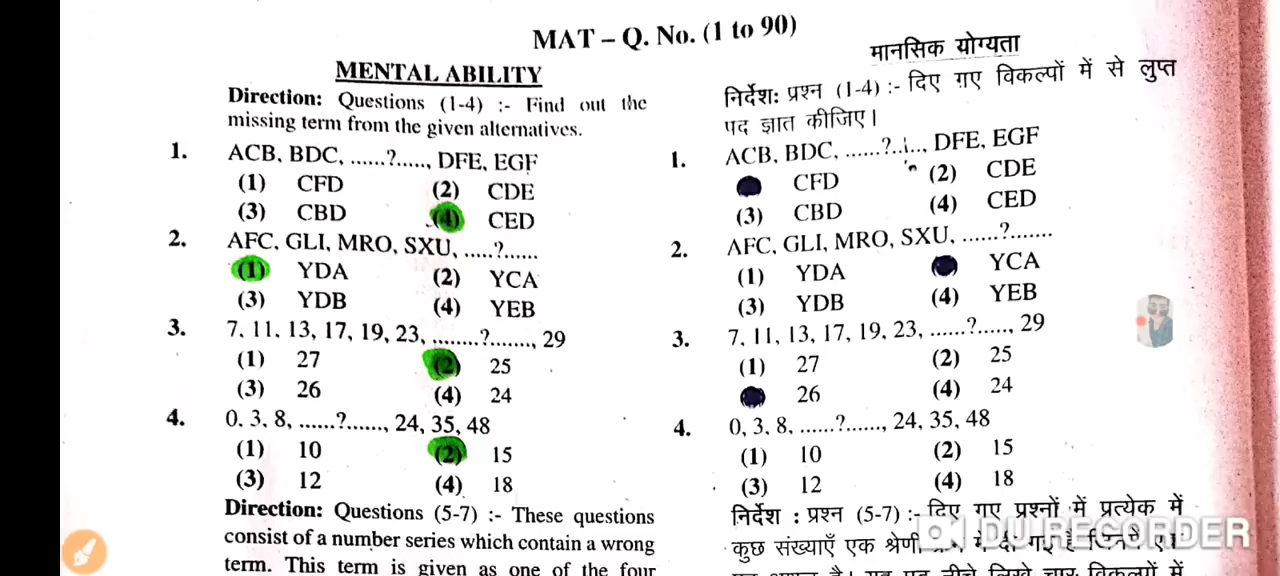 MAT – Q. No. (1 to 90)
MENTAL ABILITY
Direction: Questions (1-4) :- Find out the
missing term from the given alternatives.
1. ACB, BDC, ......?....., DFE, EGF
(1) CFD (2) CDE
(3) CBD (4) CED
2. AFC, GLI, MRO, SXU, .....?......
(1) YDA (2) YCA
(3) YDB (4) YEB
3. 7, 11, 13, 17, 19, 23, ........?........, 29
(1) 27 (2) 25
(3) 26 (4) 24
4. 0, 3, 8, ......?......, 24, 35, 48
(1) 10 (2) 15
(3) 12 (4) 18
Direction: Questions (5-7) :- These questions
consist of a number series which contain a wrong
term. This term is given as one of the four
मानसिक योग्यता
निर्देश: प्रश्न (1-4) :- दिए गए विकल्पों में से लुप्त
पद ज्ञात कीजिए।
1. ACB, BDC, ......?....., DFE, EGF
CFD (2) CDE
(3) CBD (4) CED
2. AFC, GLI, MRO, SXU, ......?.......
(1) YDA YCA
(3) YDB (4) YEB
3. 7, 11, 13, 17, 19, 23, ......?....., 29
(1) 27 (2) 25
26 (4) 24
4. 0, 3, 8, ......?......, 24, 35, 48
(1) 10 (2) 15
(3) 12 (4) 18
निर्देश : प्रश्न (5-7) :- दिए गए प्रश्नों में प्रत्येक में
कुछ संख्याएँ एक श्रेणी में दी गई हैं
DU RECORDER